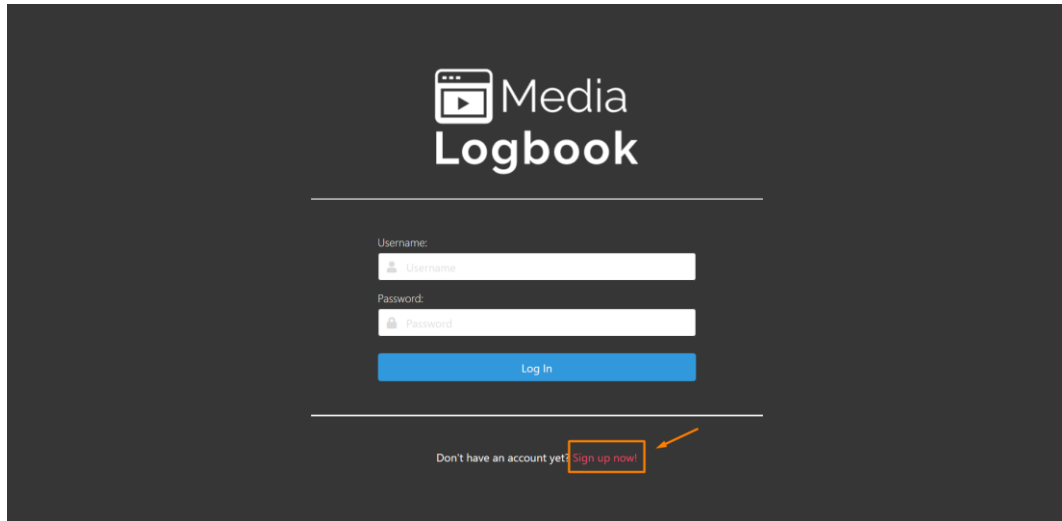 Media
Logbook
Username:
Username
Password:
Password
Log In
Don't have an account yet? Sign up now!